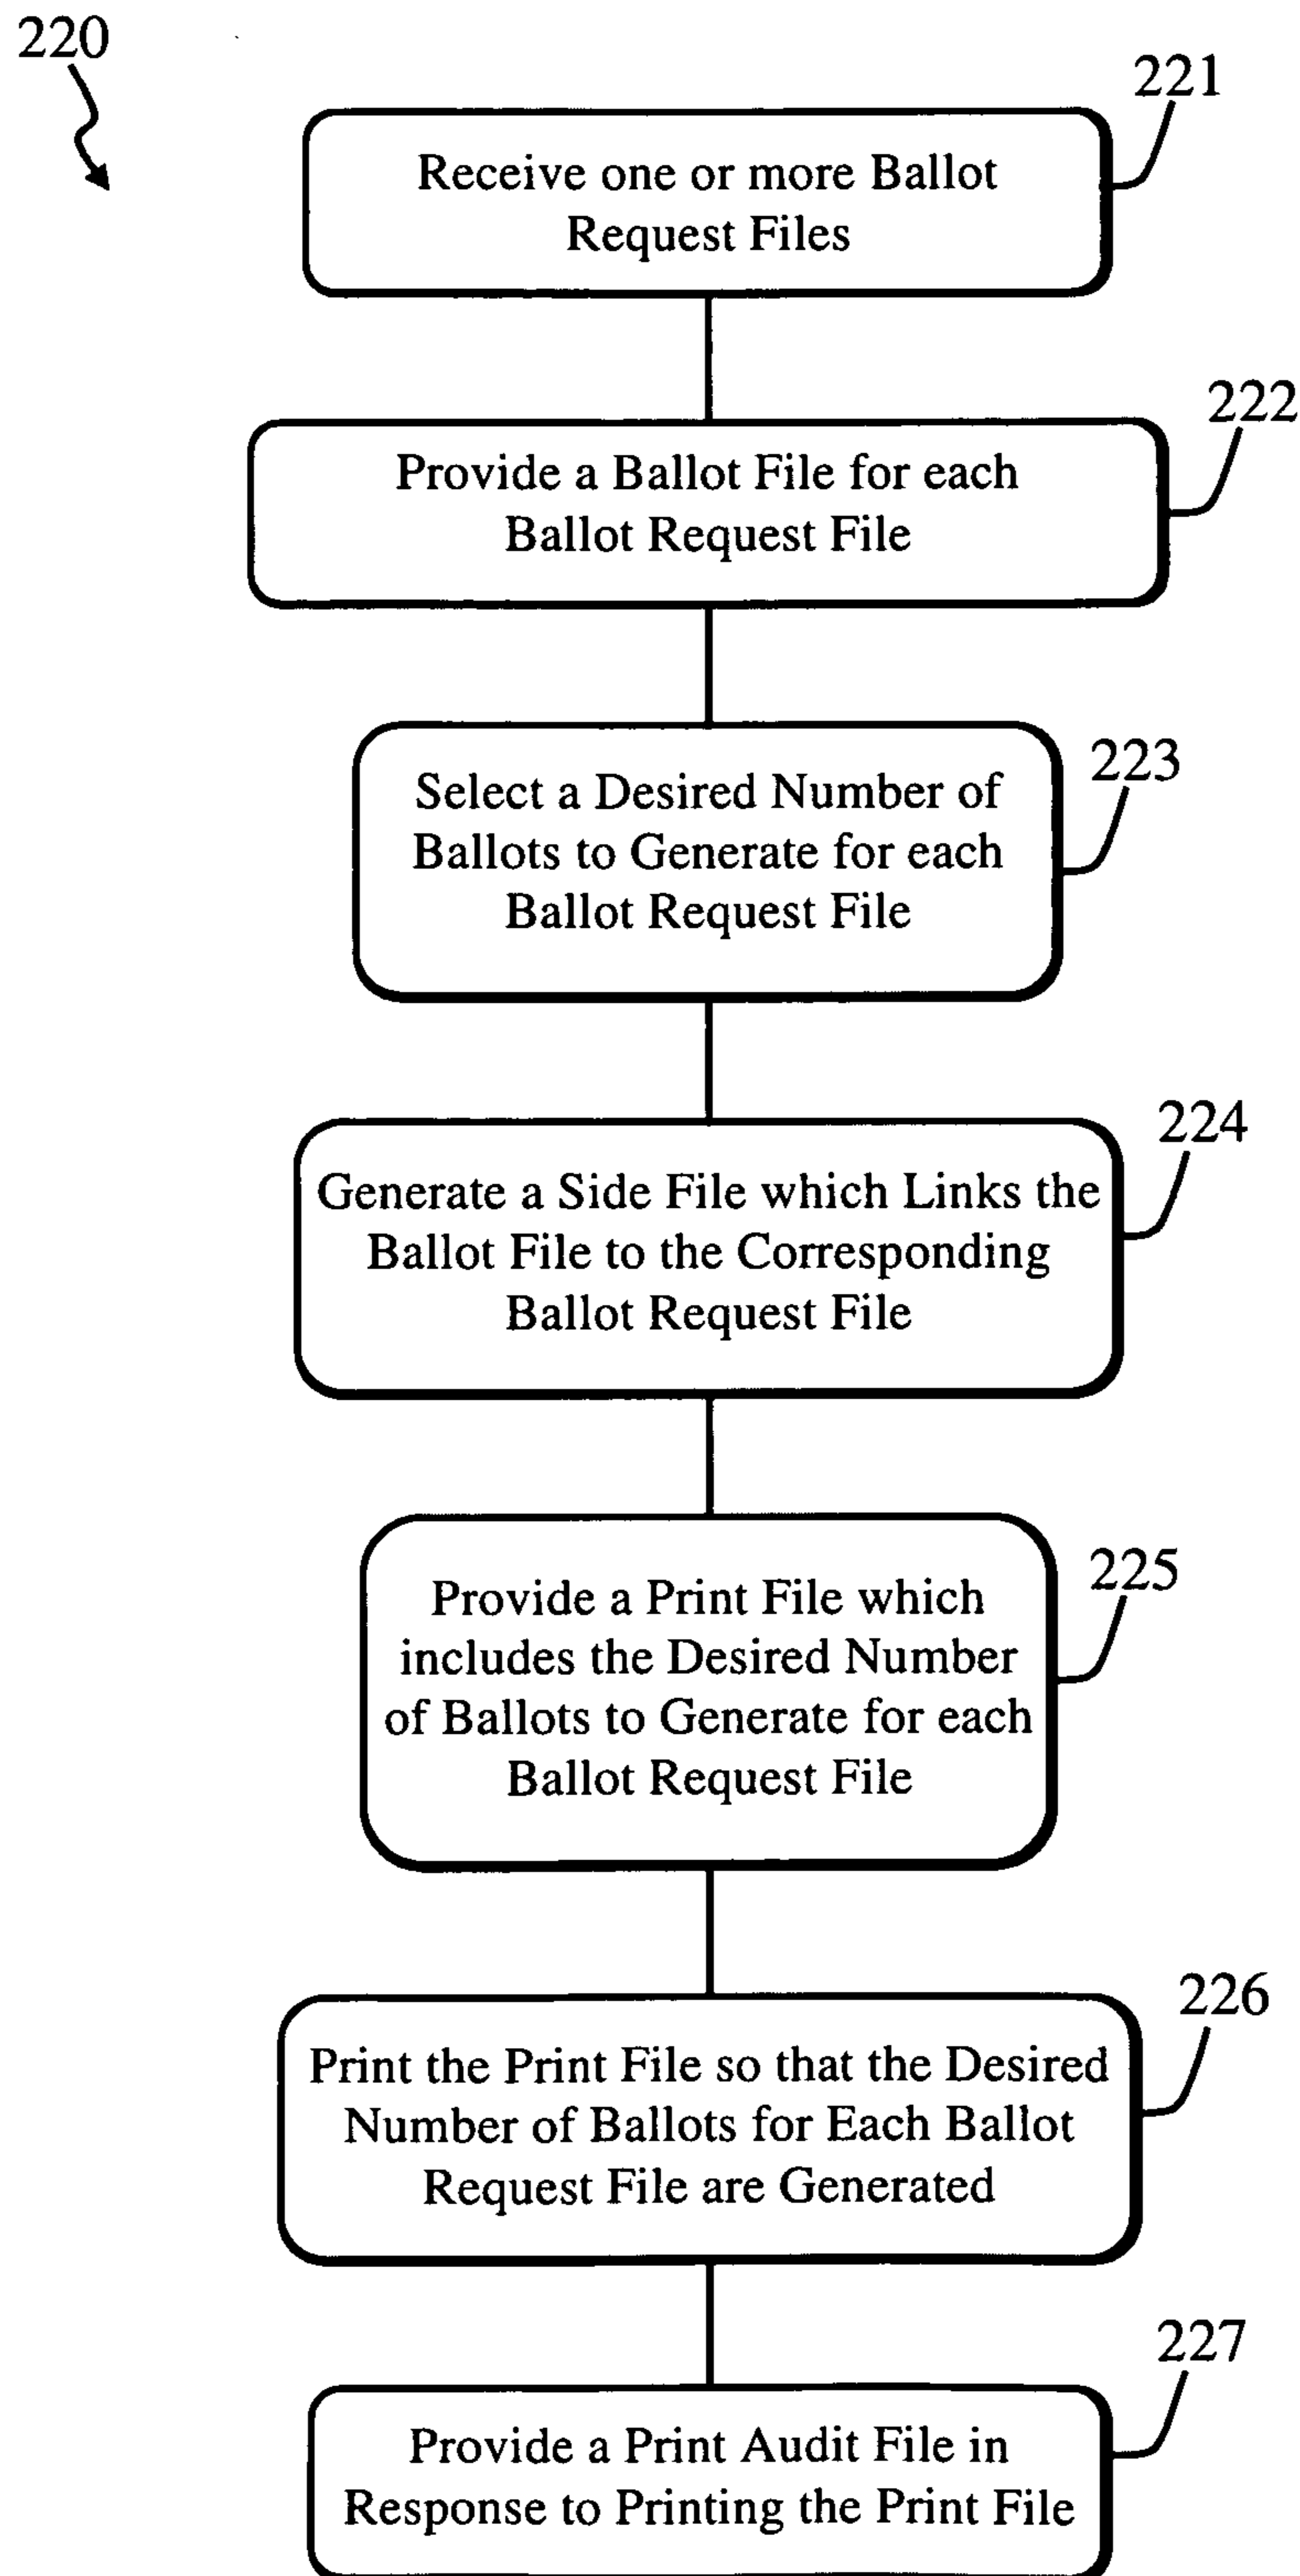 220
221
Receive one or more Ballot
Request Files
222
Provide a Ballot File for each
Ballot Request File
223
Select a Desired Number of
Ballots to Generate for each
Ballot Request File
224
Generate a Side File which Links the
Ballot File to the Corresponding
Ballot Request File
225
Provide a Print File which
includes the Desired Number
of Ballots to Generate for each
Ballot Request File
226
Print the Print File so that the Desired
Number of Ballots for Each Ballot
Request File are Generated
227
Provide a Print Audit File in
Response to Printing the Print File